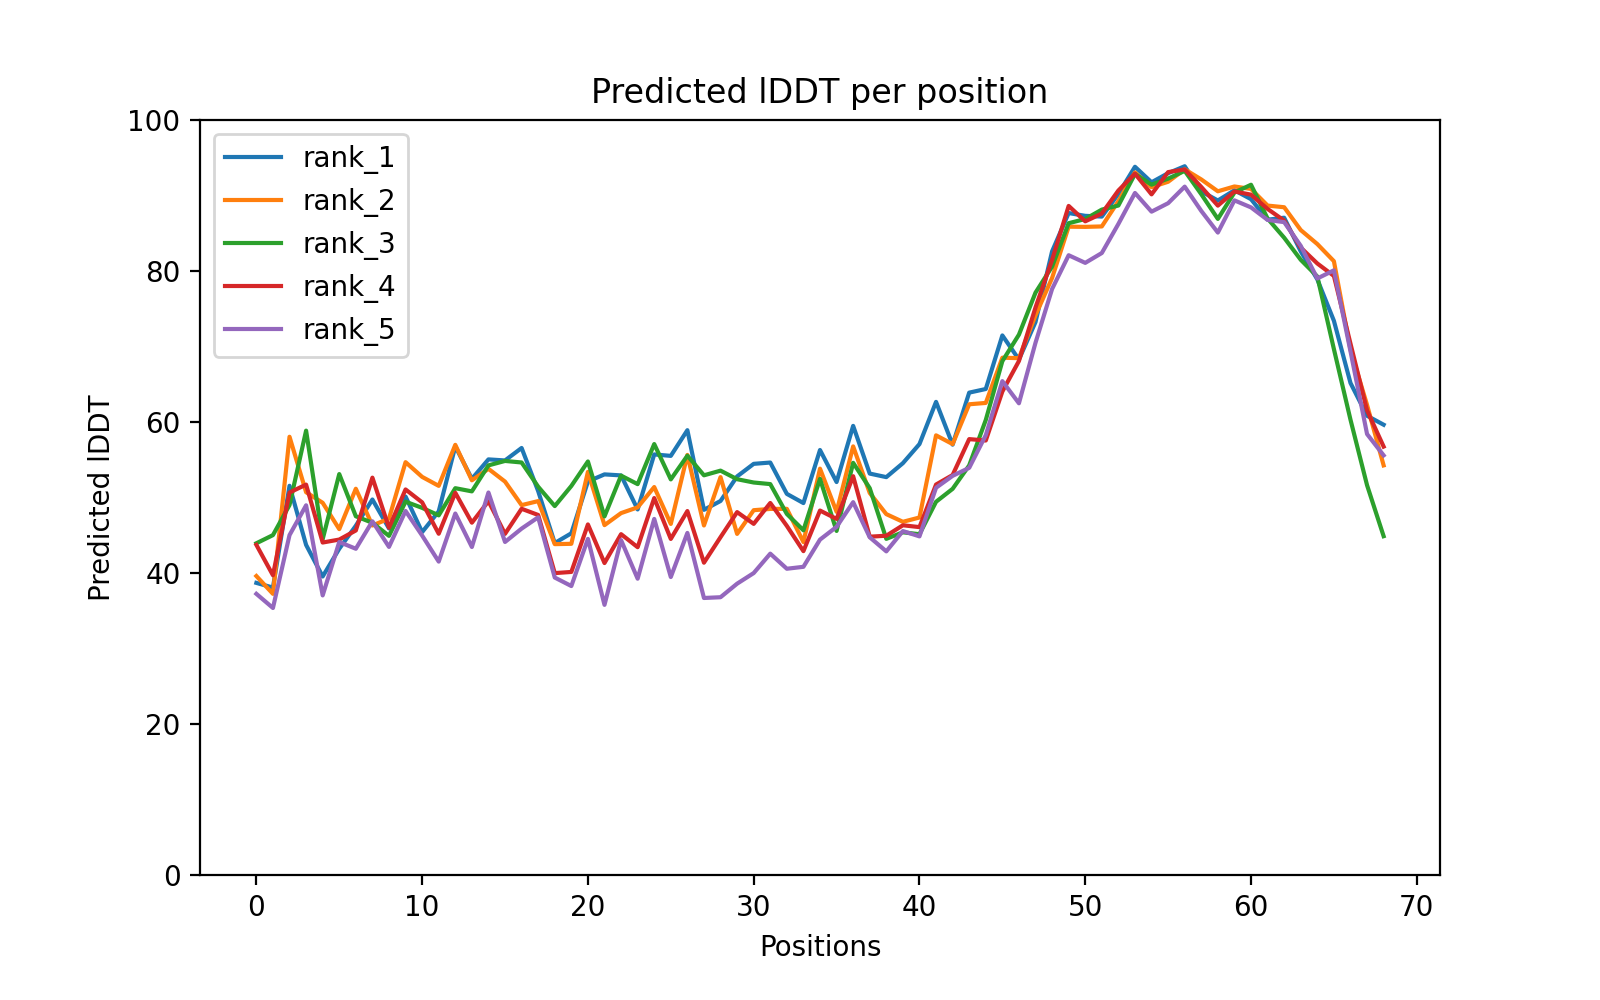 Predicted lDDT per position
100
80
60
40
20
0
Predicted lDDT
rank_1
rank_2
rank_3
rank_4
rank_5
0 10 20 30 40 50 60 70
Positions